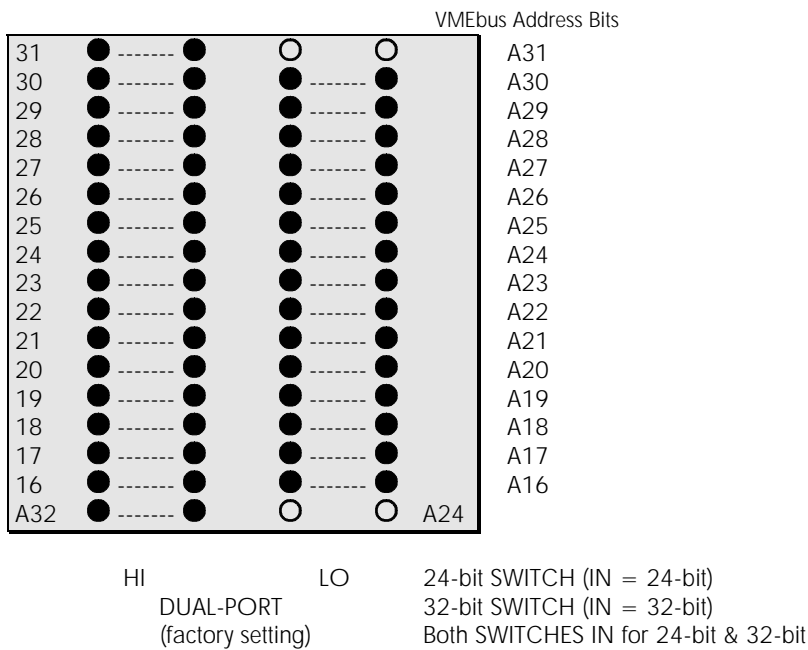 VMEbus Address Bits
31 A31
30 A30
29 A29
28 A28
27 A27
26 A26
25 A25
24 A24
23 A23
22 A22
21 A21
20 A20
19 A19
18 A18
17 A17
16 A16
A32 A24
HI LO 24-bit SWITCH (IN = 24-bit)
DUAL-PORT 32-bit SWITCH (IN = 32-bit)
(factory setting) Both SWITCHES IN for 24-bit & 32-bit